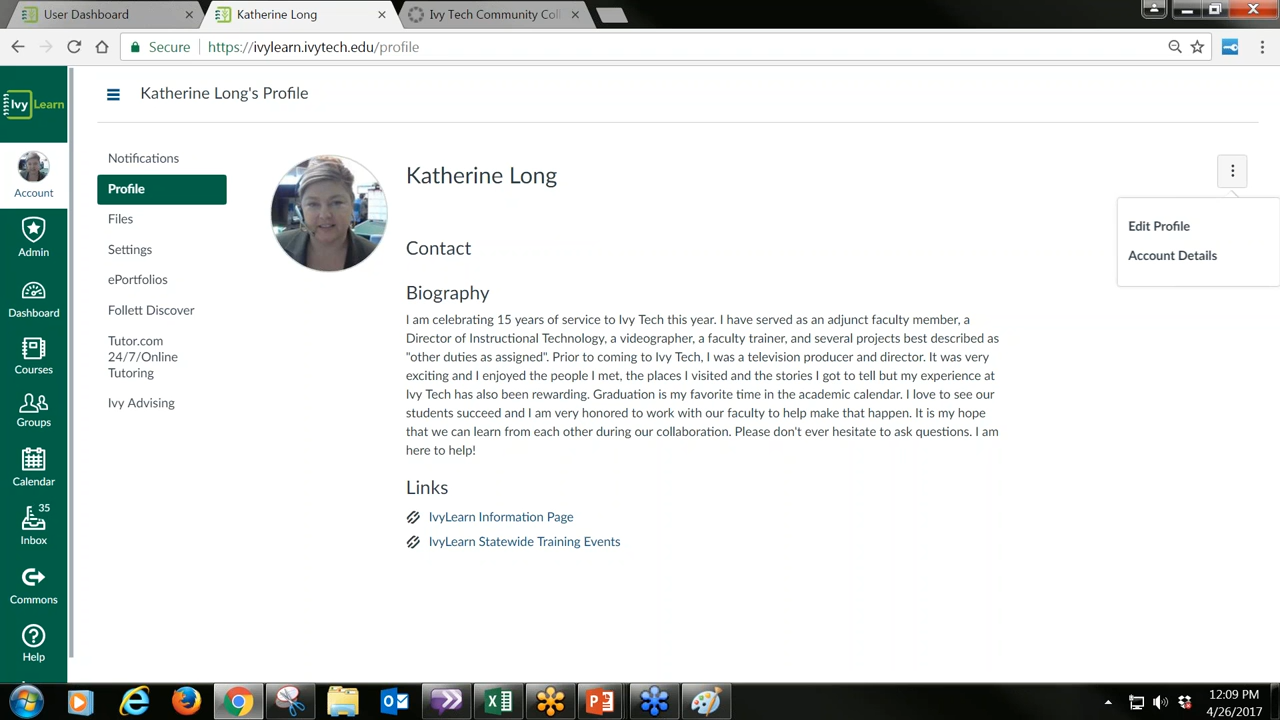 User Dashboard
Katherine Long
Ivy Tech Community Coll
Secure
https://ivylearn.ivytech.edu/profile
Ivy Learn
Katherine Long's Profile
Account
Admin
Dashboard
Courses
Groups
Calendar
35
Inbox
Commons
Help
Notifications
Profile
Files
Settings
ePortfolios
Follett Discover
Tutor.com
24/7/Online
Tutoring
Ivy Advising
Katherine Long
Edit Profile
Account Details
Contact
Biography
I am celebrating 15 years of service to Ivy Tech this year. I have served as an adjunct faculty member, a
Director of Instructional Technology, a videographer, a faculty trainer, and several projects best described as
"other duties as assigned". Prior to coming to Ivy Tech, I was a television producer and director. It was very
exciting and I enjoyed the people I met, the places I visited and the stories I got to tell but my experience at
Ivy Tech has also been rewarding. Graduation is my favorite time in the academic calendar. I love to see our
students succeed and I am very honored to work with our faculty to help make that happen. It is my hope
that we can learn from each other during our collaboration. Please don't ever hesitate to ask questions. I am
here to help!
Links
IvyLearn Information Page
IvyLearn Statewide Training Events
12:09 PM
4/26/2017